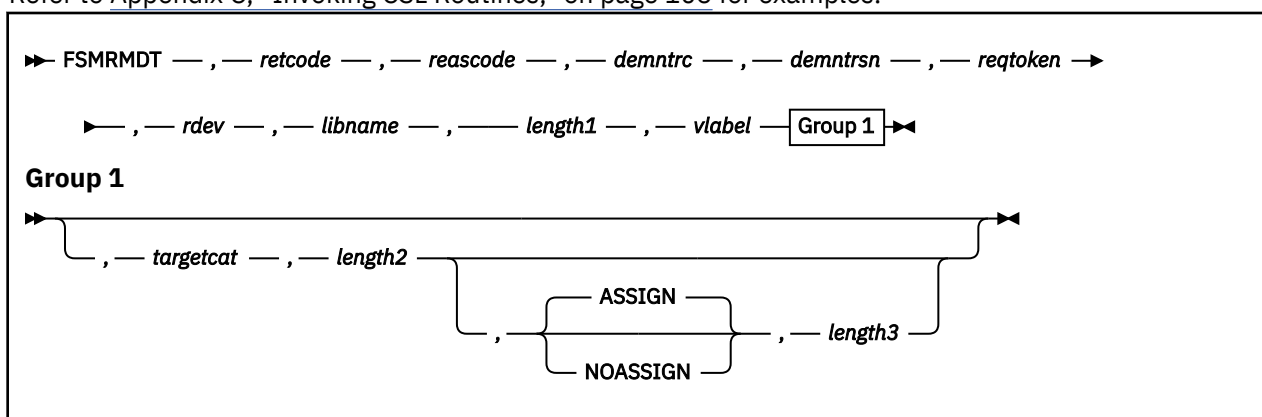 Refer to Appendix C, "Invoking CSL Routines," on page 163 for examples.
FSMRMDT , retcode , reascode , demntrc , demntrsn , reqtoken
, rdev , libname , length1 , vlabel Group 1
Group 1
, targetcat , length2
ASSIGN
, , length3
NOASSIGN